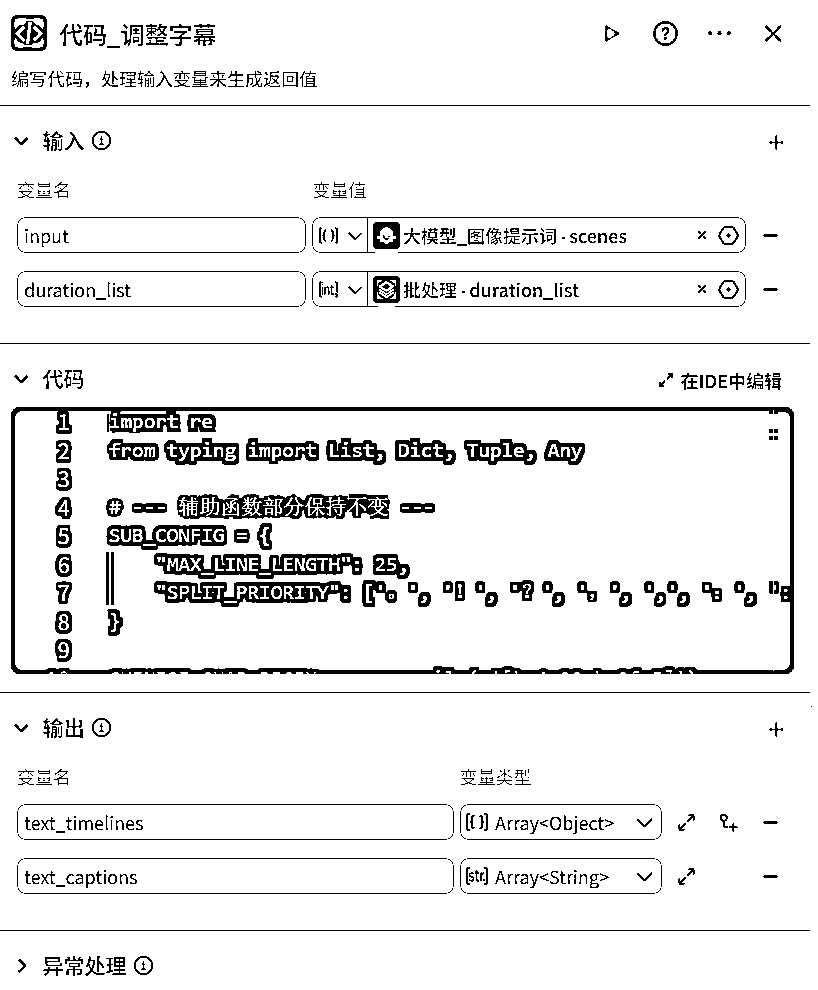 代码_调整字幕
编写代码，处理输入变量来生成返回值
输入
变量名 变量值
input 大模型_图像提示词 - scenes
duration_list [int] 批处理 - duration_list
代码 在IDE中编辑
1 import re
2 from typing import List, Dict, Tuple, Any
3
4 # --- 辅助函数部分保持不变 ---
5 SUB_CONFIG = {
6 "MAX_LINE_LENGTH": 25,
7 "SPLIT_PRIORITY": ["。", "！", "？", "，", "、", "：",
8 }
9
输出
变量名 变量类型
text_timelines Array<Object>
text_captions [str] Array<String>
异常处理